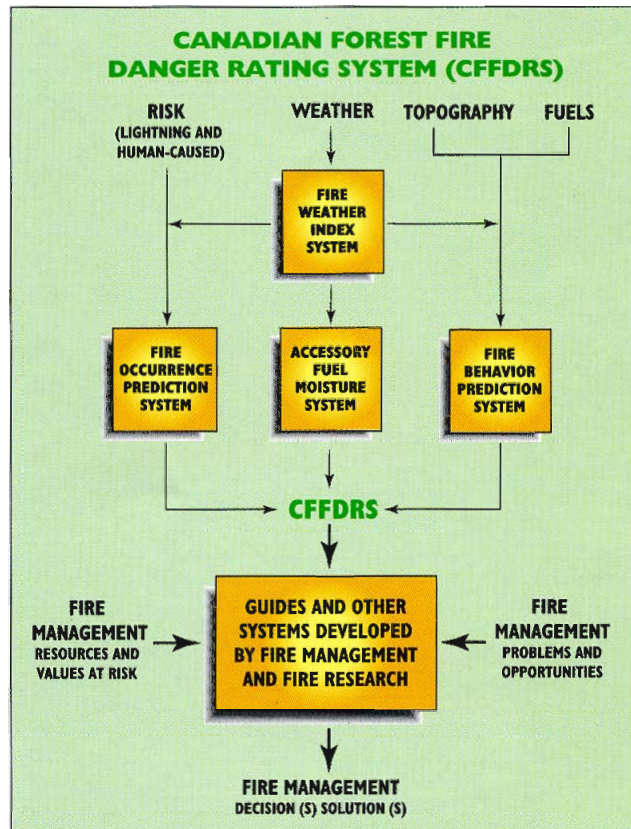 CANADIAN FOREST FIRE
DANGER RATING SYSTEM (CFFDRS)
RISK
(LIGHTNING AND
HUMAN-CAUSED)
WEATHER
TOPOGRAPHY
FUELS
FIRE
WEATHER
INDEX
SYSTEM
FIRE
OCCURRENCE
PREDICTION
SYSTEM
ACCESSORY
FUEL
MOISTURE
SYSTEM
FIRE
BEHAVIOR
PREDICTION
SYSTEM
CFFDRS
FIRE
MANAGEMENT
RESOURCES AND
VALUES AT RISK
GUIDES AND OTHER
SYSTEMS DEVELOPED
BY FIRE MANAGEMENT
AND FIRE RESEARCH
FIRE
MANAGEMENT
PROBLEMS AND
OPPORTUNITIES
FIRE MANAGEMENT
DECISION (S) SOLUTION (S)